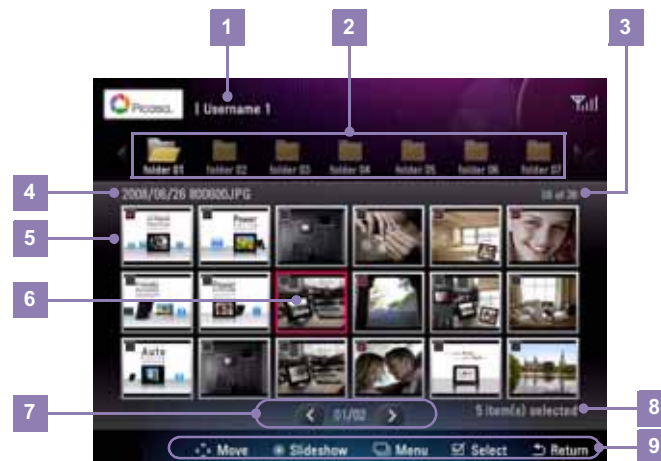 1 2 3
Picasa. | Username 1
folder 01 folder 02 folder 03 folder 04 folder 05 folder 06 folder 07
4 2008/06/26 800600JPG of
5
Power
6
Auto
7 01/02 5 item(s) selected 8
Move Slideshow Menu Select Return 9